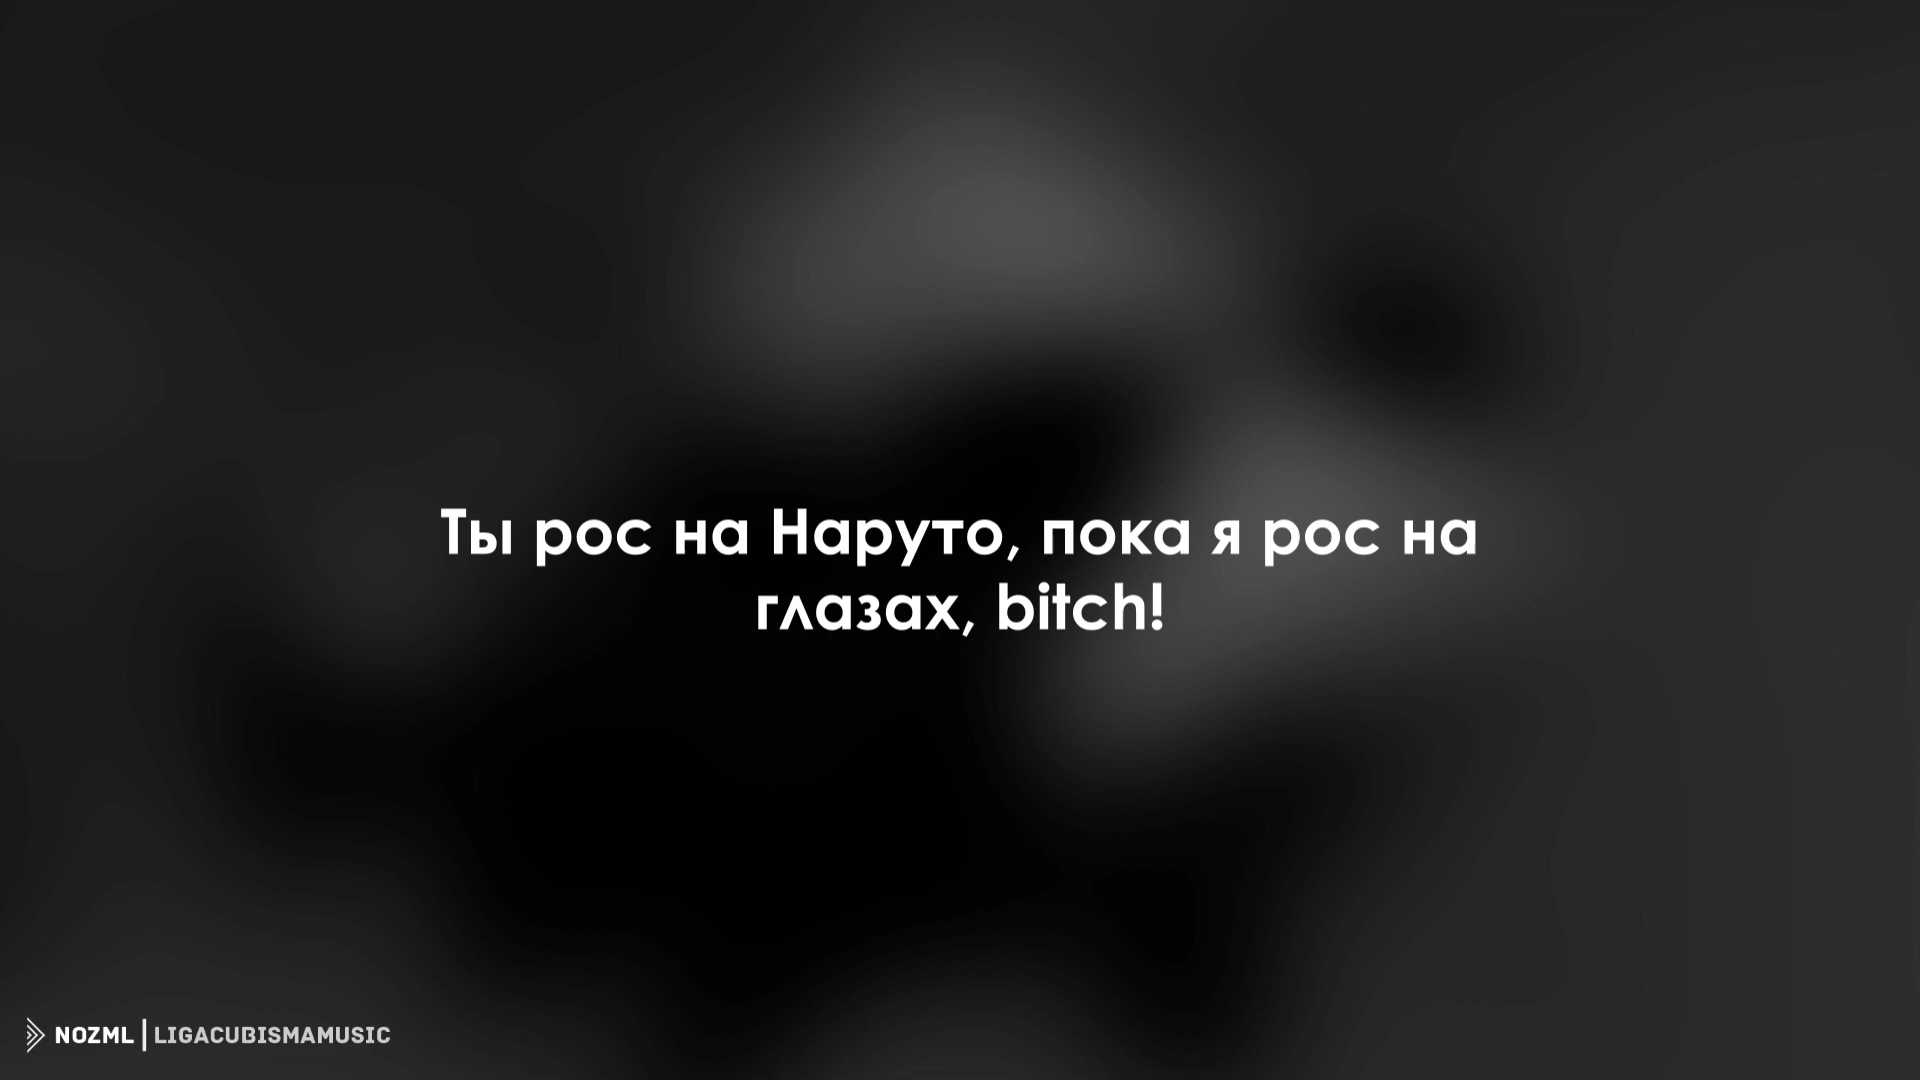 Ты рос на Наруто, пока я рос на
глазах, bitch!
NOZML | LIGACUBISMAMUSIC